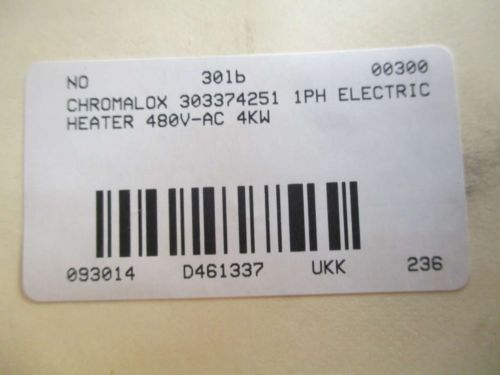 NO 301b 00300
CHROMALOX 303374251 1PH ELECTRIC
HEATER 480V-AC 4KW
093014 D461337 UKK 236